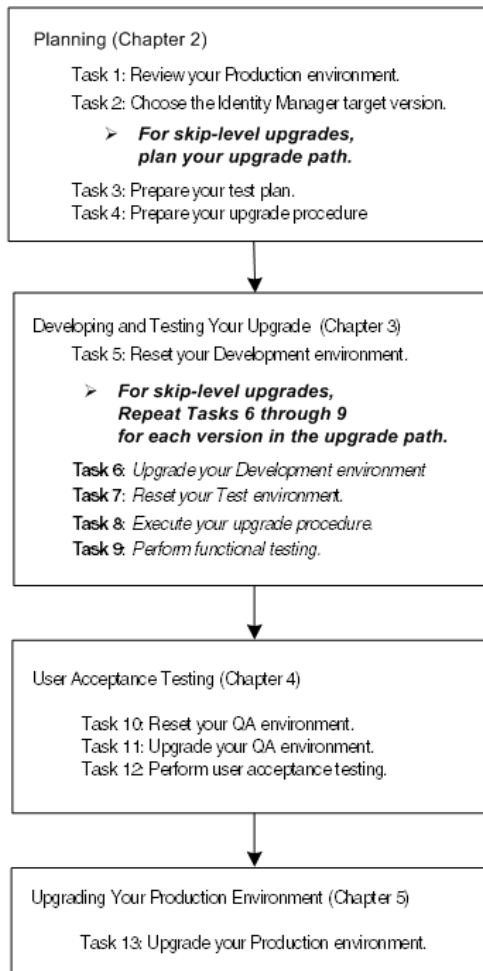 Planning (Chapter 2)
Task 1: Review your Production environment.
Task 2: Choose the Identity Manager target version.
➢ For skip-level upgrades,
plan your upgrade path.
Task 3: Prepare your test plan.
Task 4: Prepare your upgrade procedure
Developing and Testing Your Upgrade (Chapter 3)
Task 5: Reset your Development environment.
➢ For skip-level upgrades,
Repeat Tasks 6 through 9
for each version in the upgrade path.
Task 6: Upgrade your Development environment
Task 7: Reset your Test environment.
Task 8: Execute your upgrade procedure.
Task 9: Perform functional testing.
User Acceptance Testing (Chapter 4)
Task 10: Reset your QA environment.
Task 11: Upgrade your QA environment.
Task 12: Perform user acceptance testing.
Upgrading Your Production Environment (Chapter 5)
Task 13: Upgrade your Production environment.